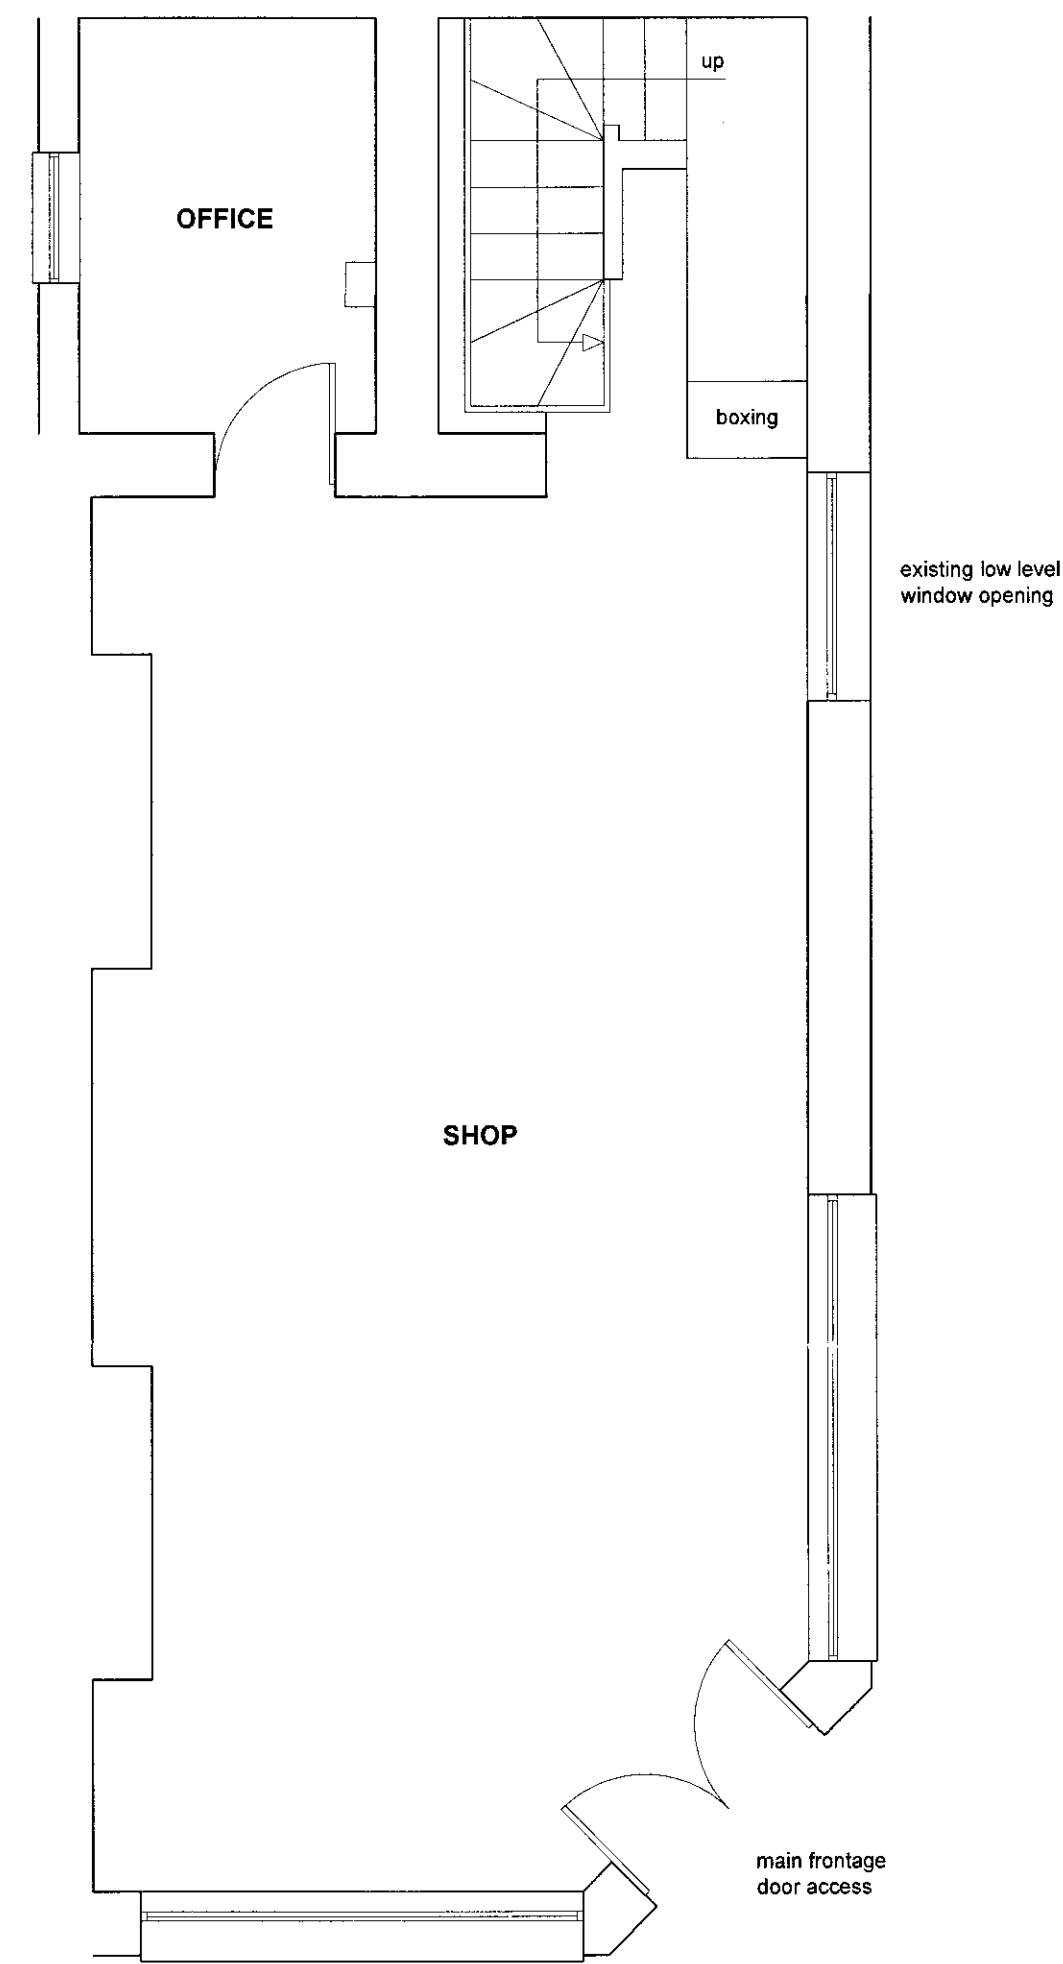 up
OFFICE
boxing
existing low level
window opening
SHOP
main frontage
door access